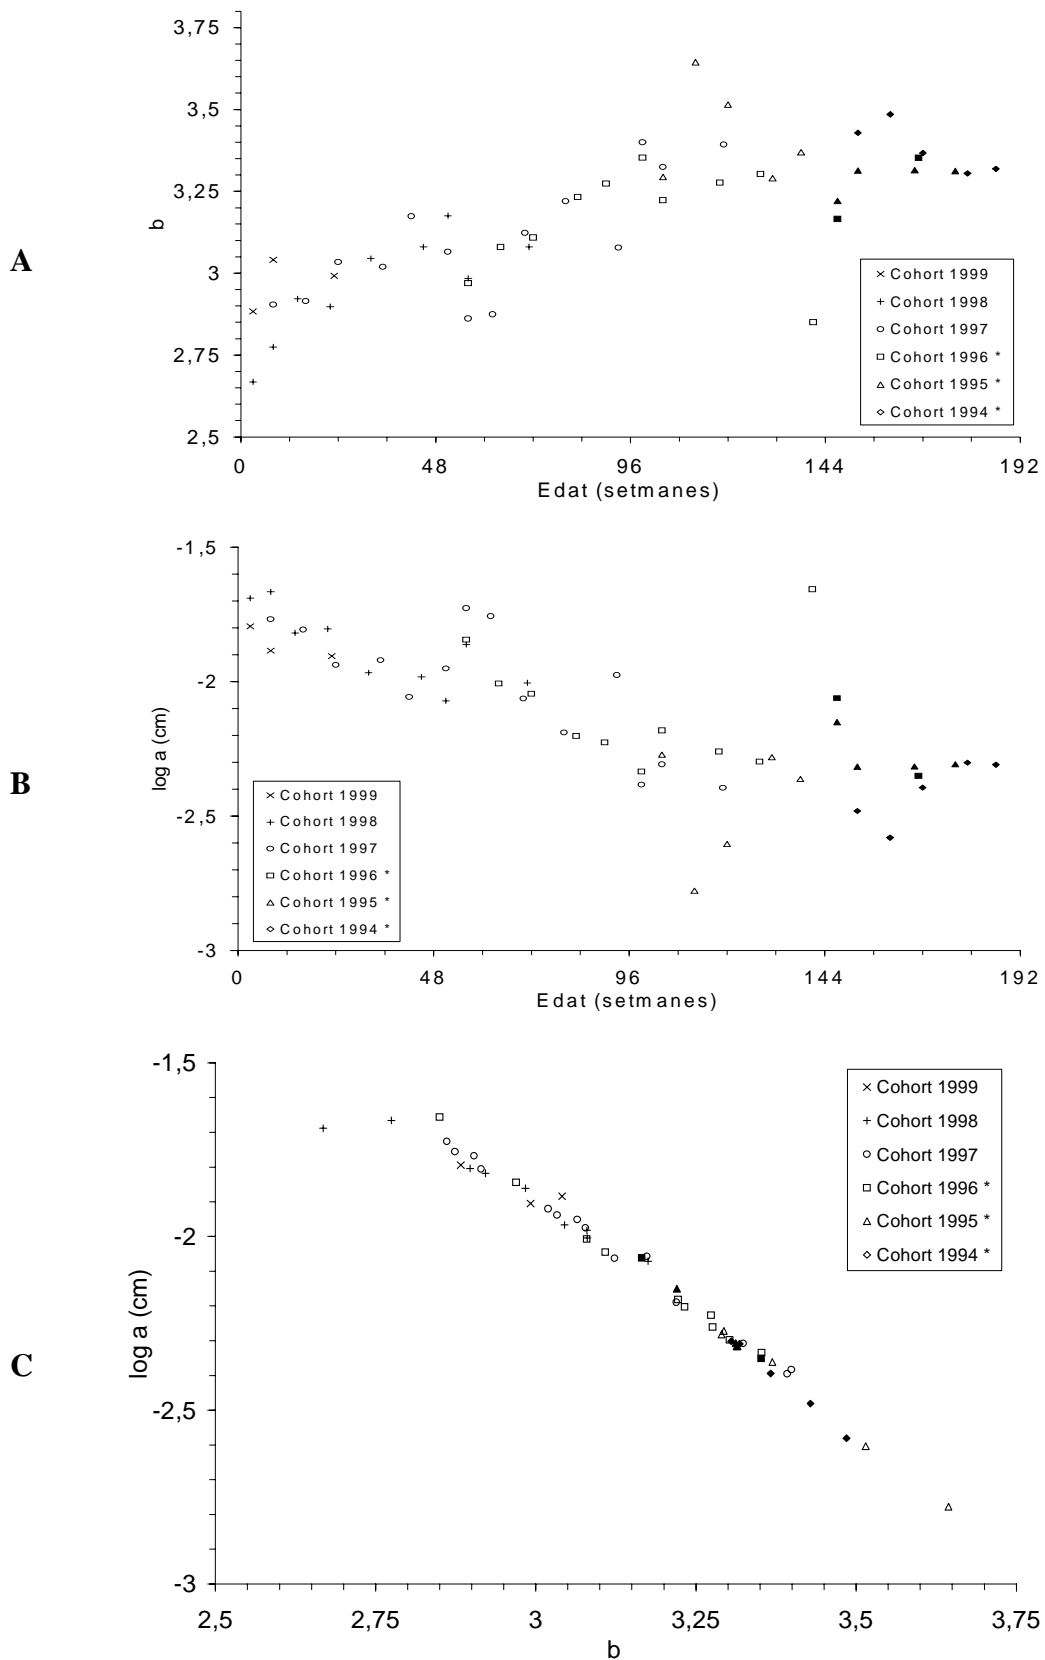 A
3,75
3,5
3,25
3
2,75
2,5
b
0 48 96 144 192
Edat (setmanes)
Cohort 1999
Cohort 1998
Cohort 1997
Cohort 1996 *
Cohort 1995 *
Cohort 1994 *
B
-1,5
-2
-2,5
-3
log a (cm)
0 48 96 144 192
Edat (setmanes)
Cohort 1999
Cohort 1998
Cohort 1997
Cohort 1996 *
Cohort 1995 *
Cohort 1994 *
C
-1,5
-2
-2,5
-3
log a (cm)
2,5 2,75 3 3,25 3,5 3,75
b
Cohort 1999
Cohort 1998
Cohort 1997
Cohort 1996 *
Cohort 1995 *
Cohort 1994 *